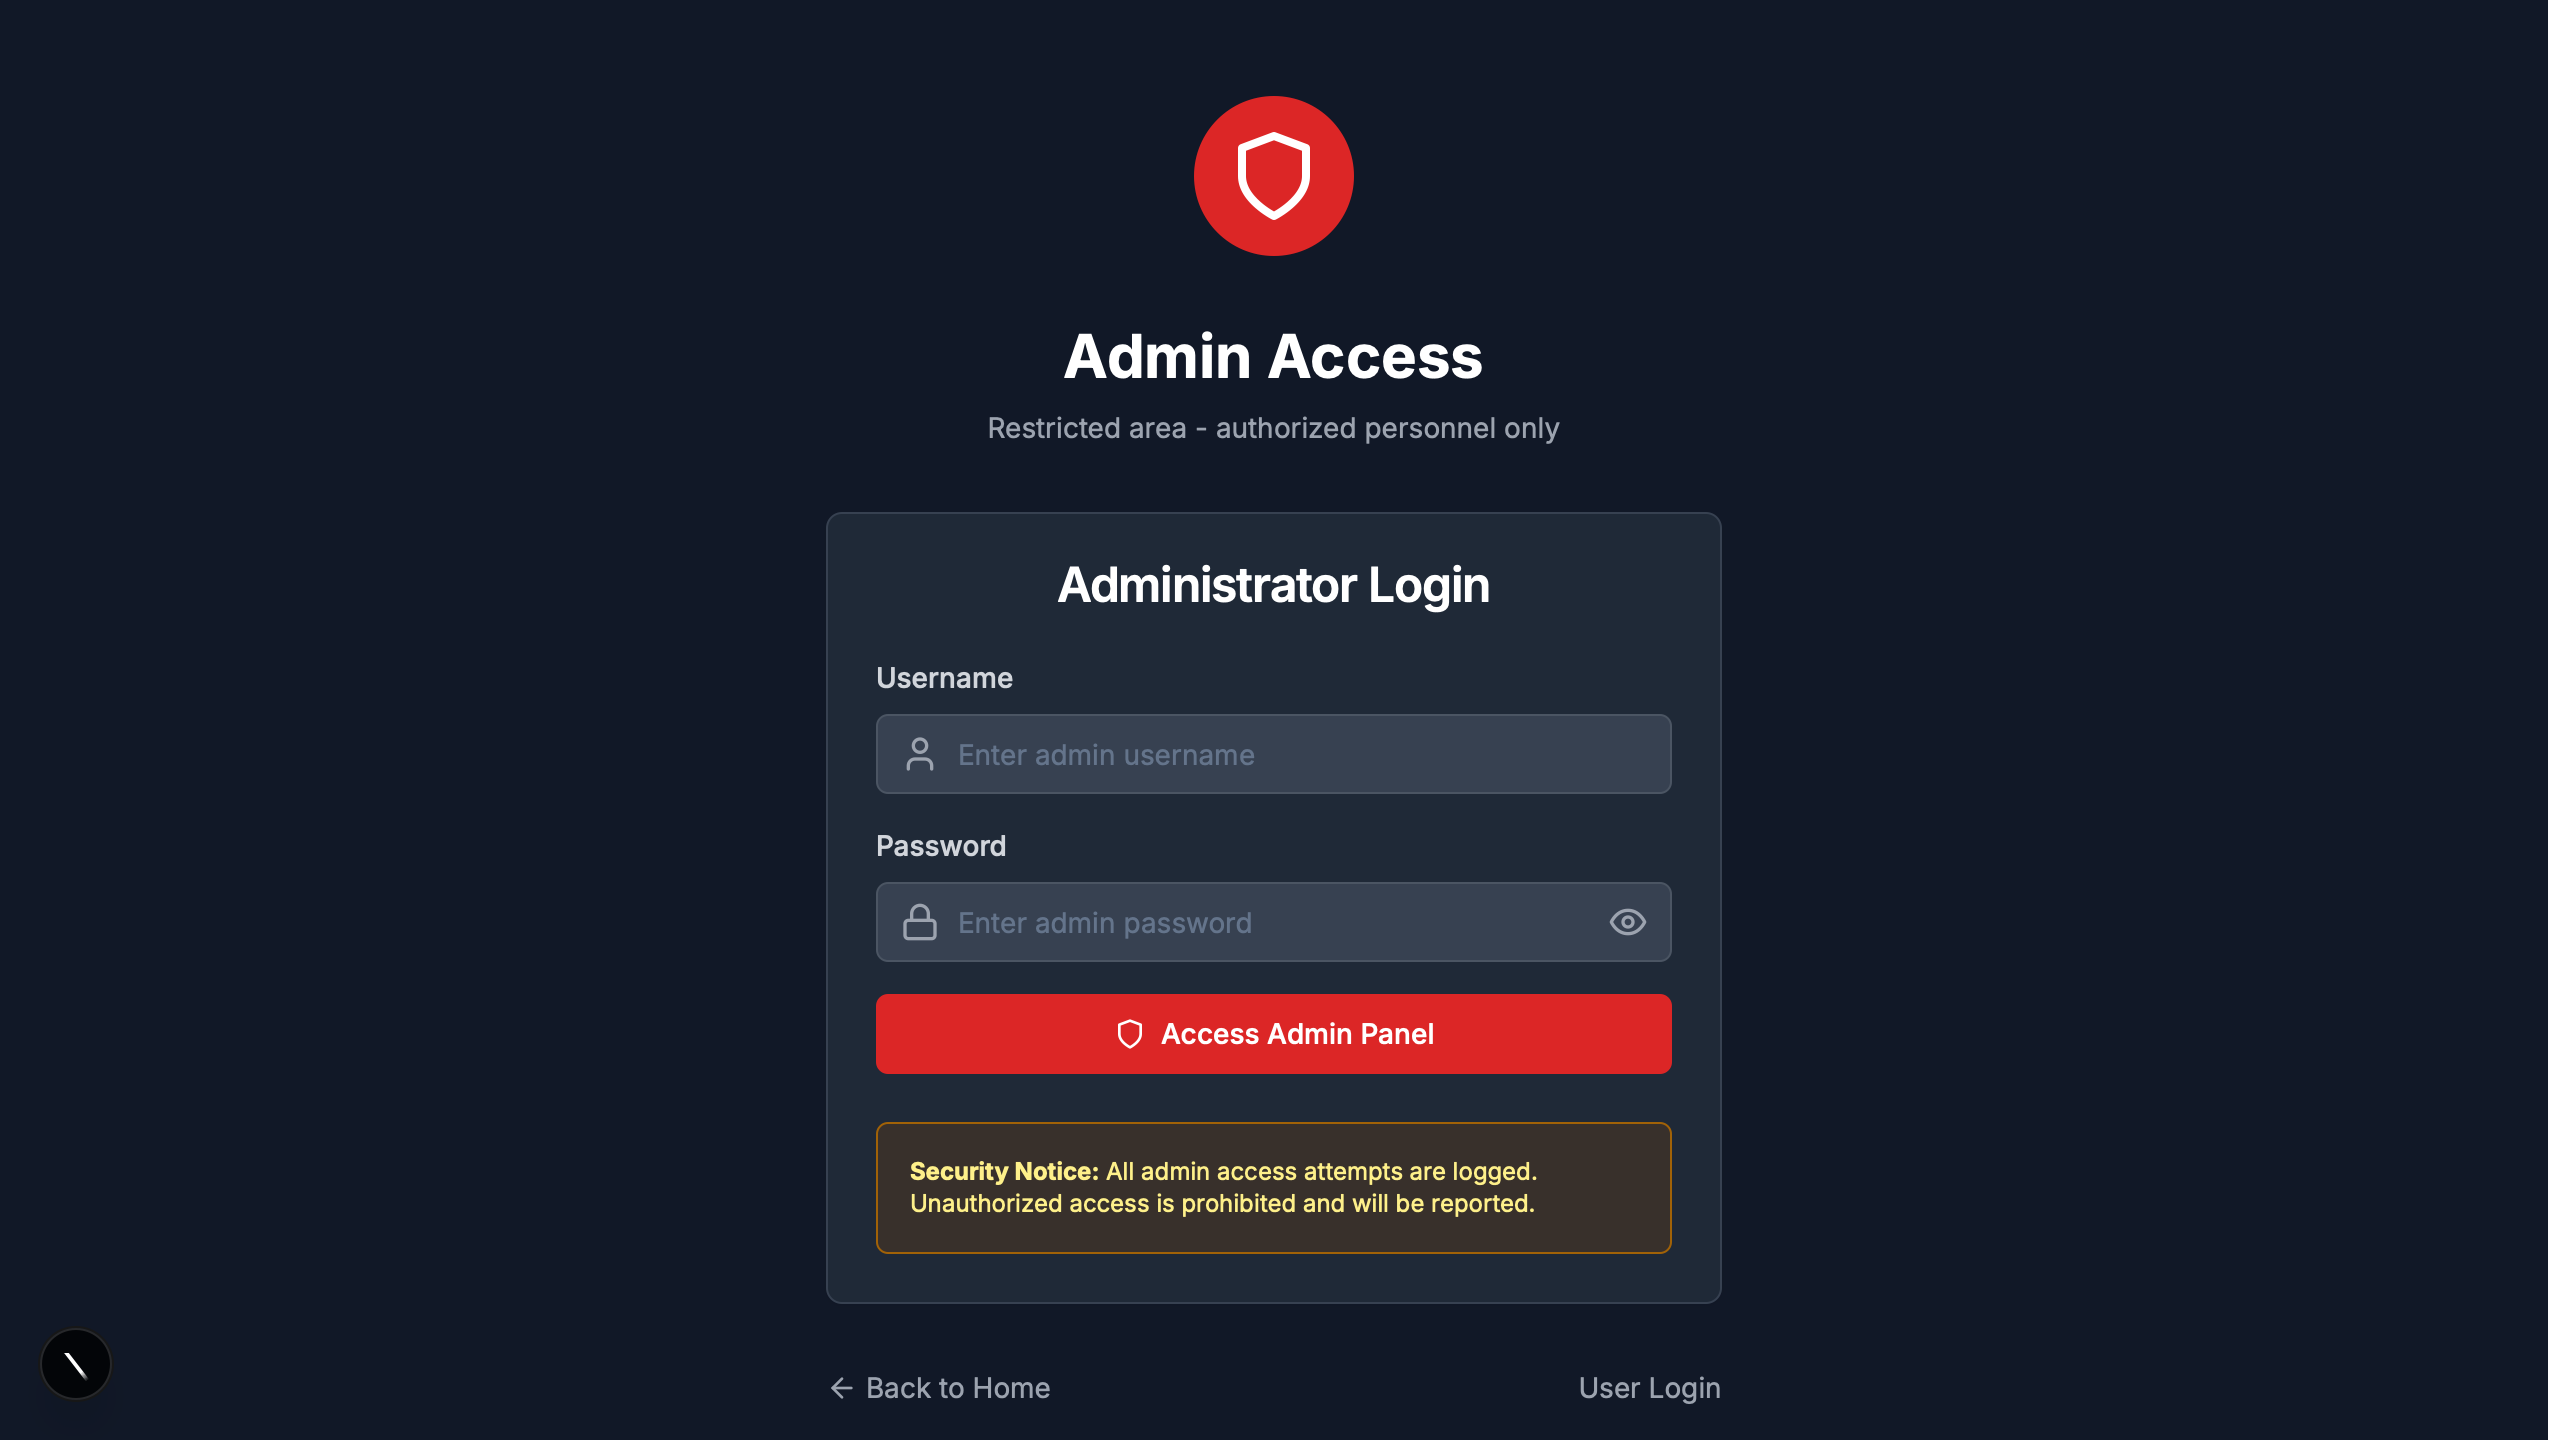 Admin Access
Restricted area - authorized personnel only
Administrator Login
Username
Enter admin username
Password
Enter admin password
Access Admin Panel
Security Notice: All admin access attempts are logged.
Unauthorized access is prohibited and will be reported.
Back to Home
User Login